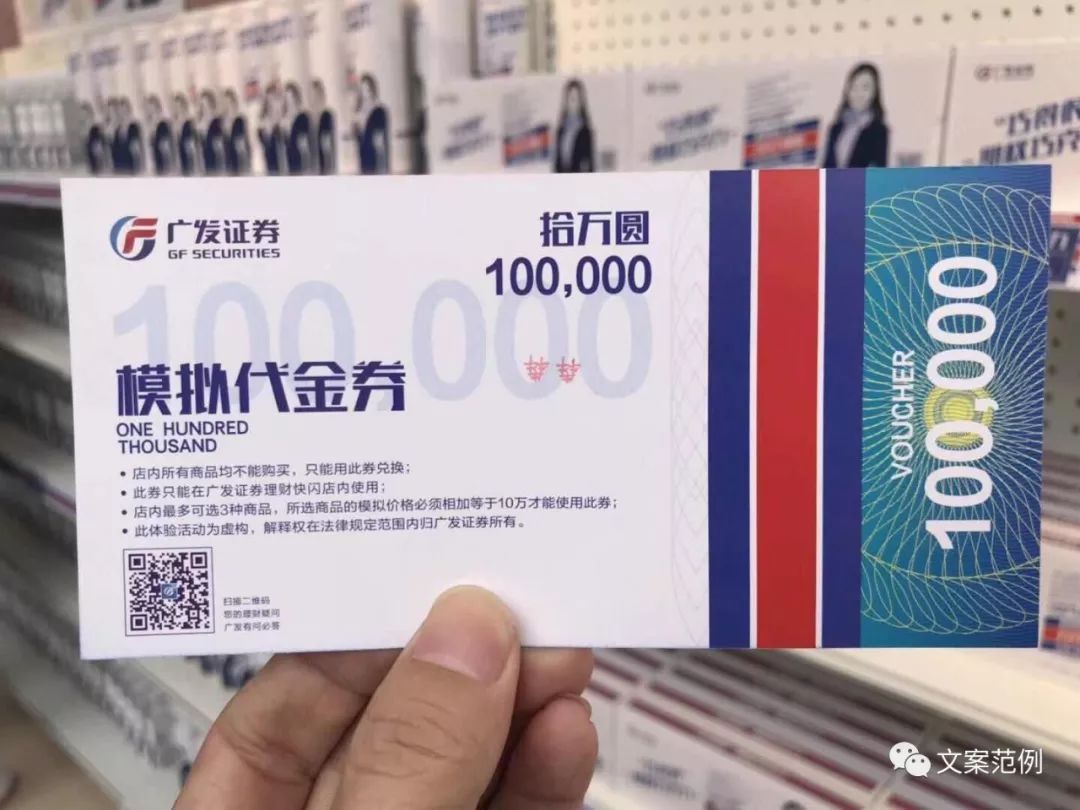 广发证券
GF SECURITIES
拾万圆
100,000
100,000
模拟代金券
ONE HUNDRED
THOUSAND
• 店内所有商品均不能购买，只能用此券兑换；
• 此券只能在广发证券理财快闪店内使用；
• 店内最多可选3种商品，所选商品的模拟价格必须相加等于10万才能使用此券；
• 此体验活动为虚构，解释权在法律规定范围内归广发证券所有。
扫描二维码
您的理财疑问
广发有问必答
VOUCHER
100,000
文案范例